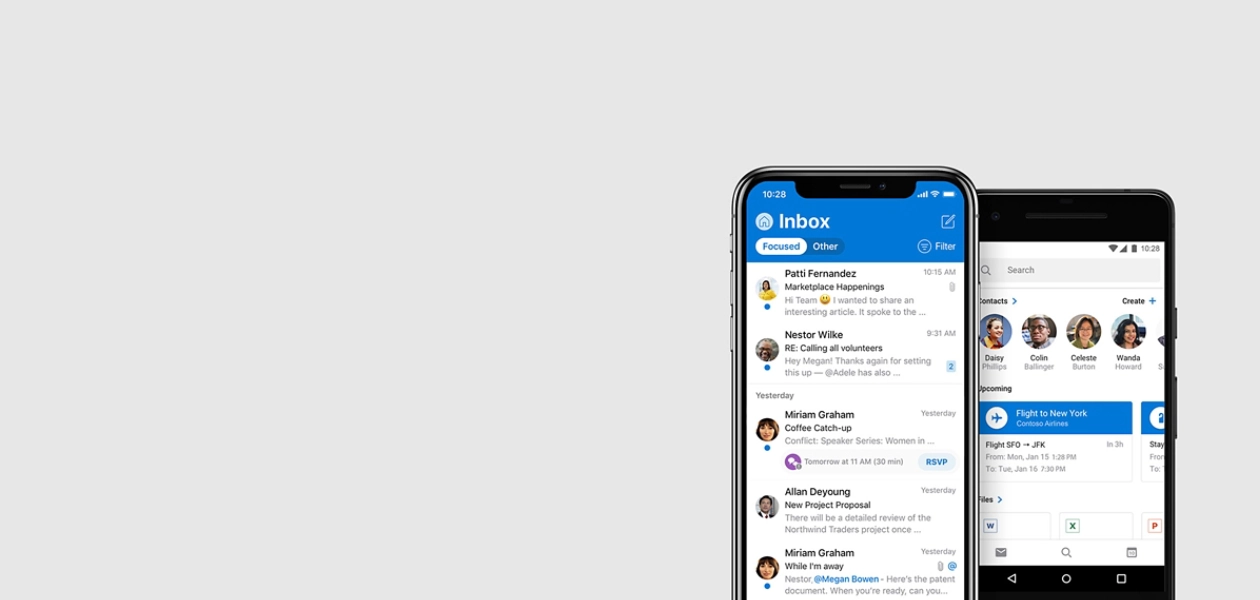 10:28
Inbox
Focused Other Filter
Patti Fernandez 10:15 AM
Marketplace Happenings
Hi Team 😃 I wanted to share an
interesting article. It spoke to the ...
Nestor Wilke 9:31 AM
RE: Calling all volunteers
Hey Megan! Thanks again for setting
this up — @Adele has also ...
2
Yesterday
Miriam Graham Yesterday
Coffee Catch-up
Conflict: Speaker Series: Women in ...
Tomorrow at 11 AM (30 min) RSVP
Allan Deyoung Yesterday
New Project Proposal
There will be a detailed review of the
Northwind Traders project once ...
Miriam Graham Yesterday
While I'm away @
Nestor @Megan Bowen - Here's the patent
document. When you're ready, can you...
10:28
Search
Contacts Create +
Daisy Colin Celeste Wanda
Phillips Ballinger Burton Howard S
Upcoming
Flight to New York
Contoso Airlines
Flight SFO → JFK In 3h
From: Mon, Jan 15 1:28 PM
To: Tue, Jan 16 7:30 PM
Stay
From
To:
Files
W X P